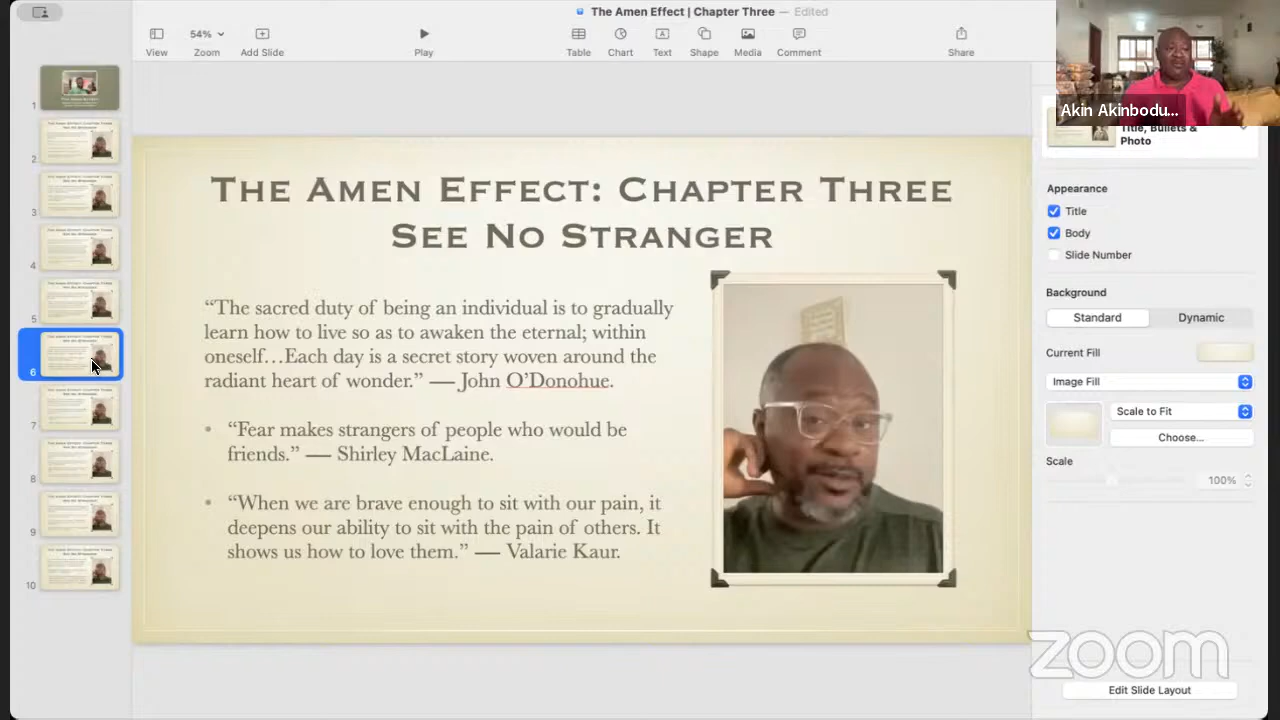 The Amen Effect | Chapter Three — Edited
View
54%
Zoom
Add Slide
Play
Table
Chart
Text
Shape
Media
Comment
Share
Akin Akinbodu...
1
2
3
4
5
6
7
8
9
10
The Amen Effect: Chapter Three
See No Stranger
“The sacred duty of being an individual is to gradually
learn how to live so as to awaken the eternal; within
oneself…Each day is a secret story woven around the
radiant heart of wonder.” — John O’Donohue.
• “Fear makes strangers of people who would be
friends.” — Shirley MacLaine.
• “When we are brave enough to sit with our pain, it
deepens our ability to sit with the pain of others. It
shows us how to love them.” — Valarie Kaur.
Title, Bullets &
Photo
Appearance
Title
Body
Slide Number
Background
Standard
Dynamic
Current Fill
Image Fill
Scale to Fit
Choose...
Scale
100%
zoom
Edit Slide Layout